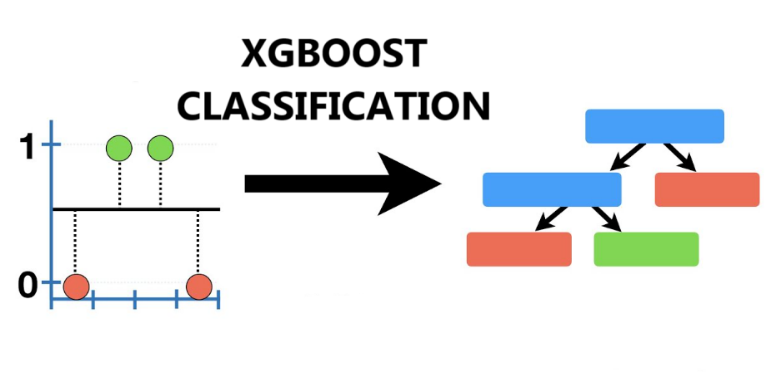 XGBOOST
CLASSIFICATION
1
0